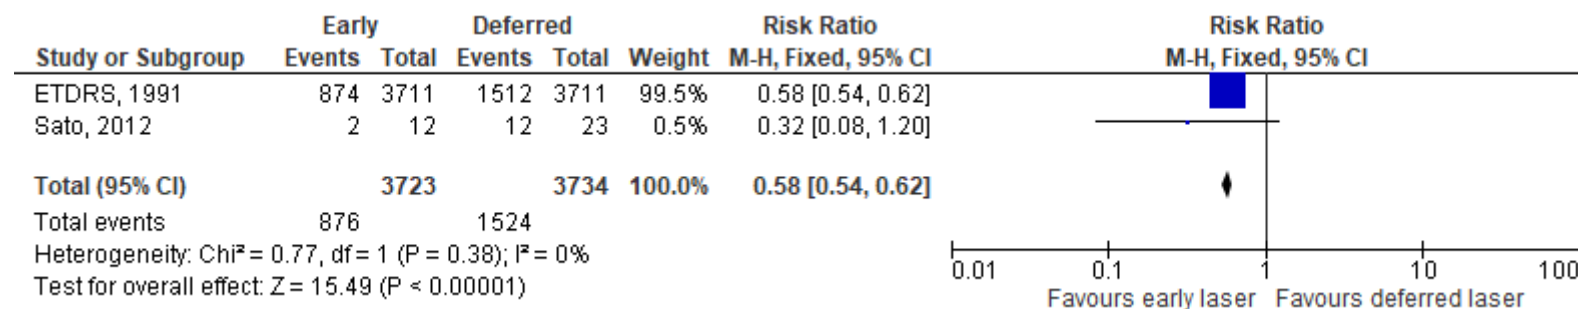 Early Deferred Risk Ratio Risk Ratio
Study or Subgroup Events Total Events Total Weight M-H, Fixed, 95% CI M-H, Fixed, 95% CI
ETDRS, 1991 874 3711 1512 3711 99.5% 0.58 [0.54, 0.62]
Sato, 2012 2 12 12 23 0.5% 0.32 [0.08, 1.20]
Total (95% CI) 3723 3734 100.0% 0.58 [0.54, 0.62]
Total events 876 1524
Heterogeneity: Chi² = 0.77, df = 1 (P = 0.38); I² = 0%
Test for overall effect: Z = 15.49 (P < 0.00001)
0.01 0.1 1 10 100
Favours early laser Favours deferred laser